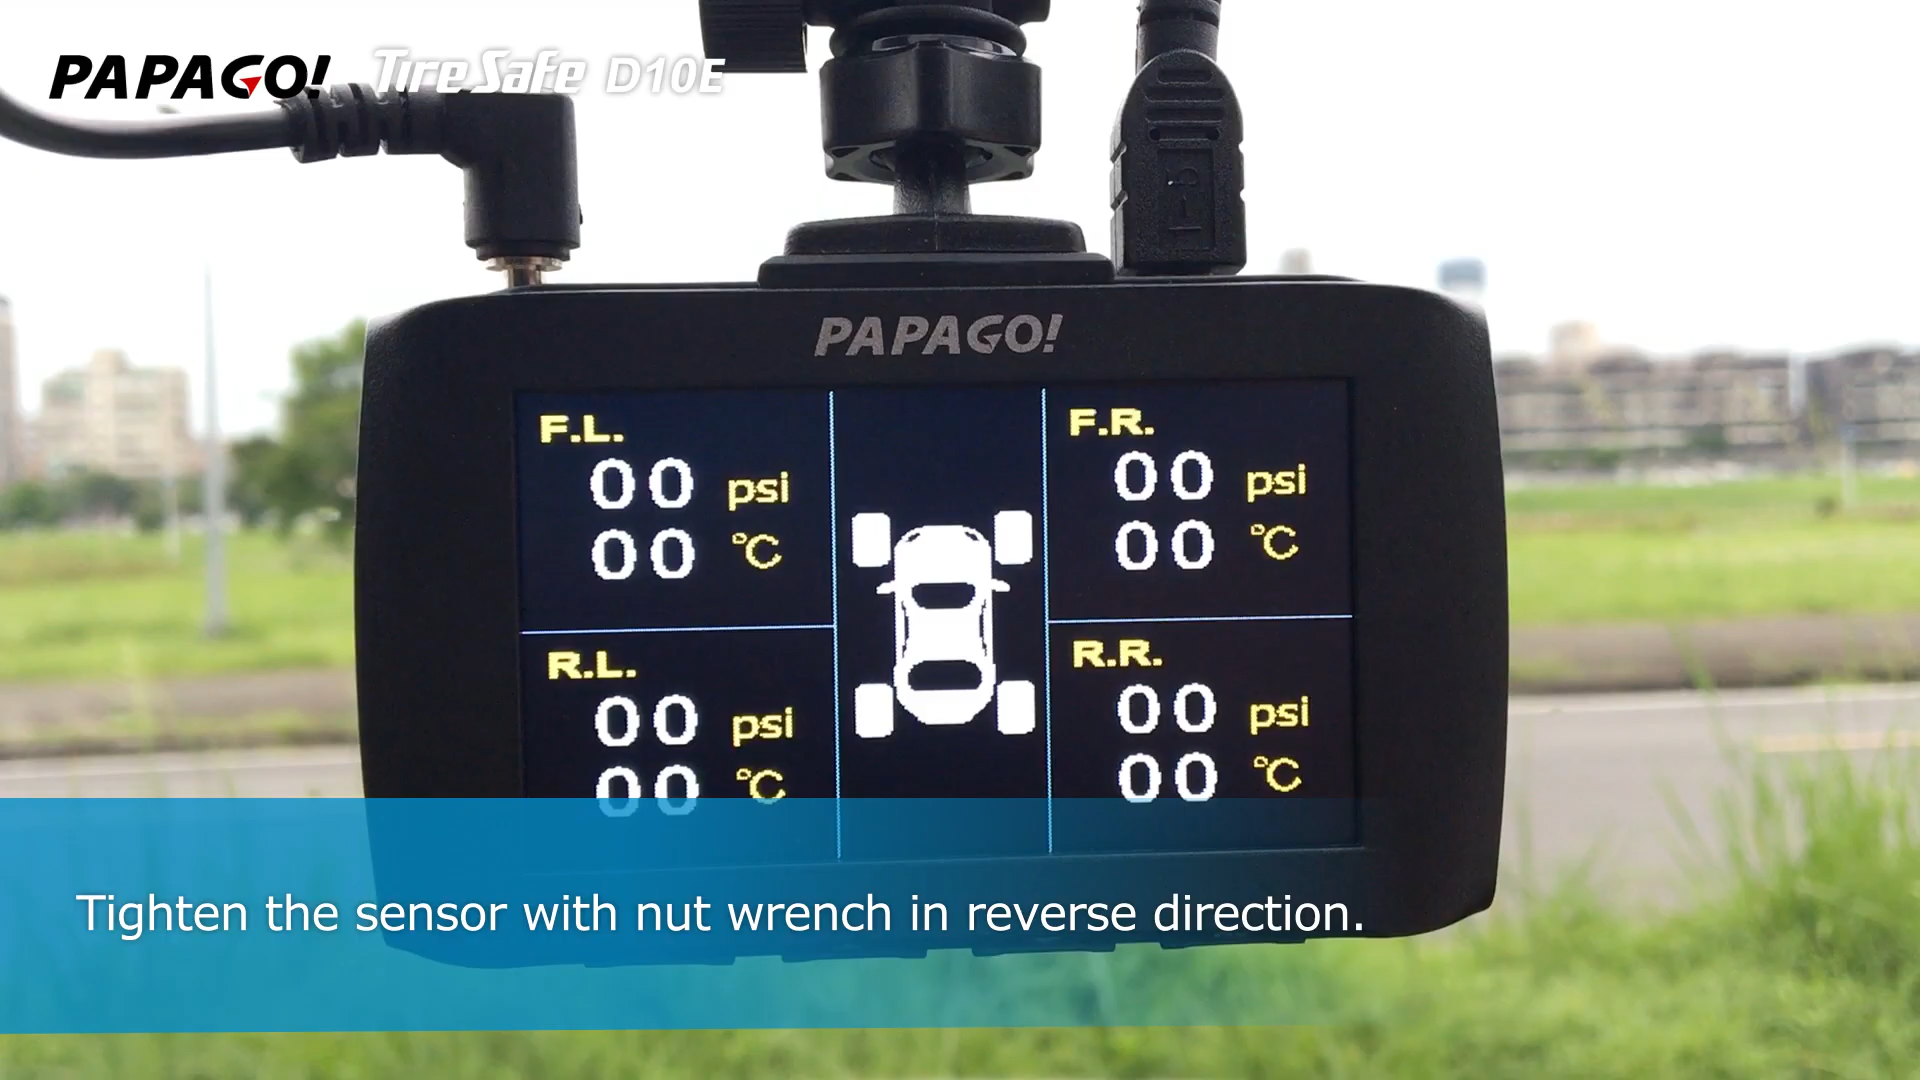 PAPAGO! TireSafe D10E
PAPAGO!
F.L.
00 psi
00 °C
F.R.
00 psi
00 °C
R.L.
00 psi
00 °C
R.R.
00 psi
00 °C
Tighten the sensor with nut wrench in reverse direction.